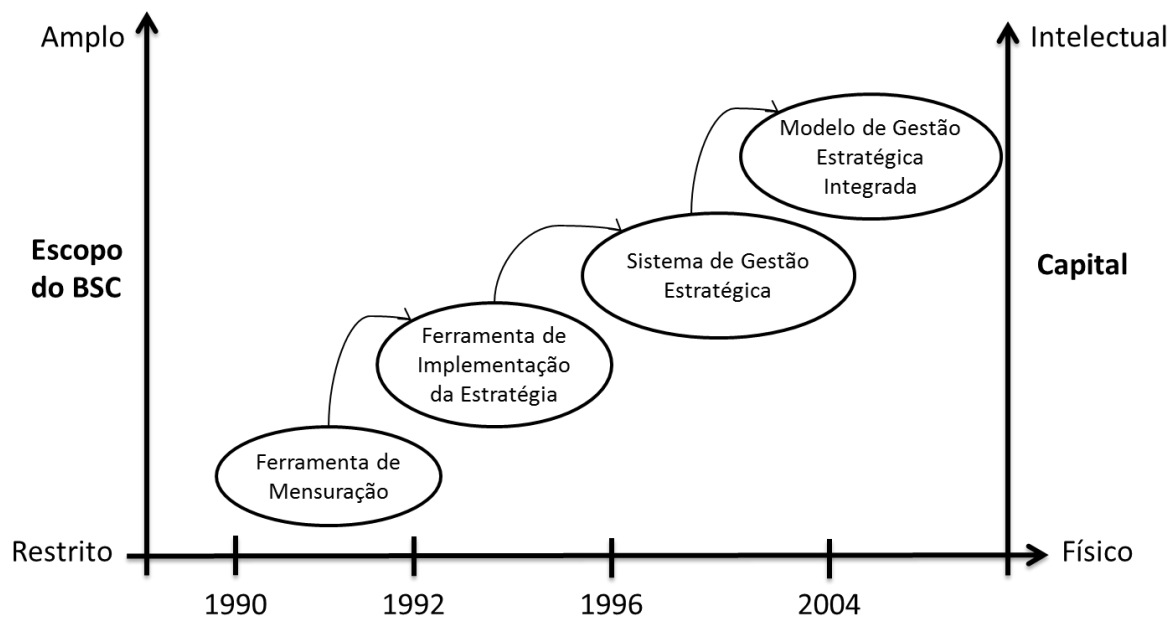 Amplo
Intelectual
Modelo de Gestão
Estratégica
Integrada
Escopo
do BSC
Sistema de Gestão
Estratégica
Capital
Ferramenta de
Implementação
da Estratégia
Ferramenta de
Mensuração
Restrito
Físico
1990
1992
1996
2004